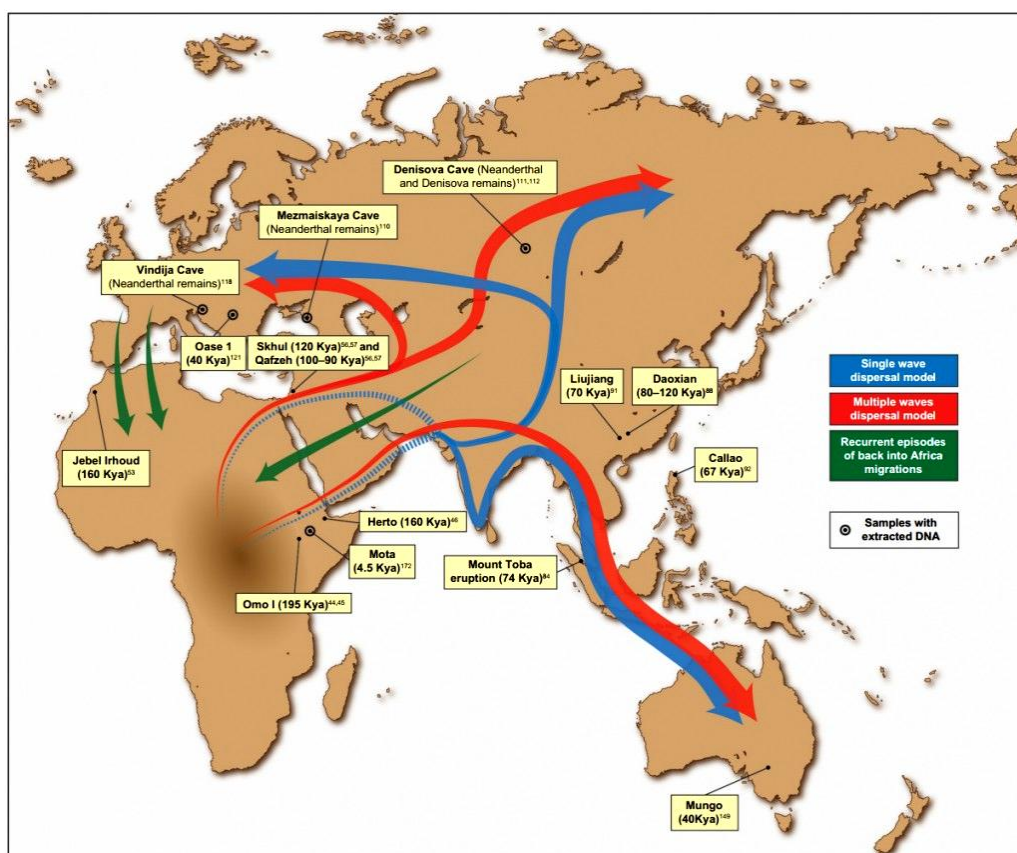 Denisova Cave (Neanderthal
and Denisova remains)111,112
Mezmaiskaya Cave
(Neanderthal remains)110
Vindija Cave
(Neanderthal remains)118
Oase 1
(40 Kya)121
Skhul (120 Kya)56,57 and
Qafzeh (100–90 Kya)56,57
Liujiang
(70 Kya)91
Daoxian
(80–120 Kya)88
Single wave
dispersal model
Multiple waves
dispersal model
Recurrent episodes
of back into Africa
migrations
Jebel Irhoud
(160 Kya)53
Callao
(67 Kya)92
Herto (160 Kya)46
Samples with
extracted DNA
Mota
(4.5 Kya)172
Mount Toba
eruption (74 Kya)84
Omo I (195 Kya)44,45
Mungo
(40Kya)149